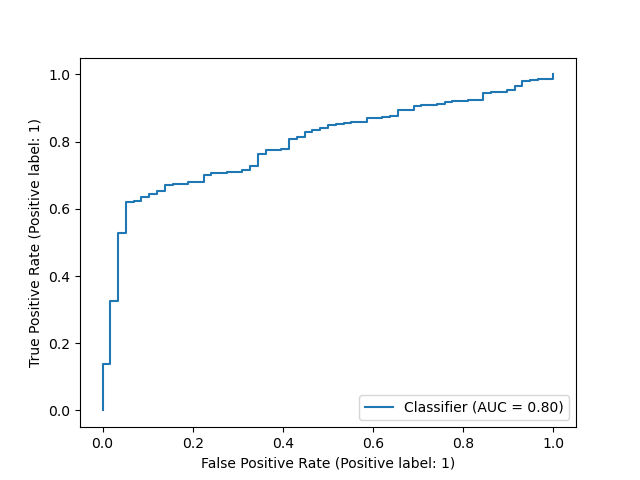 1.0
0.8
0.6
0.4
0.2
0.0
True Positive Rate (Positive label: 1)
Classifier (AUC = 0.80)
0.0 0.2 0.4 0.6 0.8 1.0
False Positive Rate (Positive label: 1)